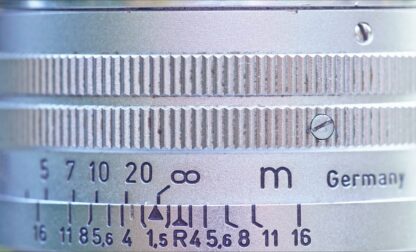 5 7 10 20 ∞ m Germany
16 11 8 5,6 4 1,5 R 4 5,6 8 11 16